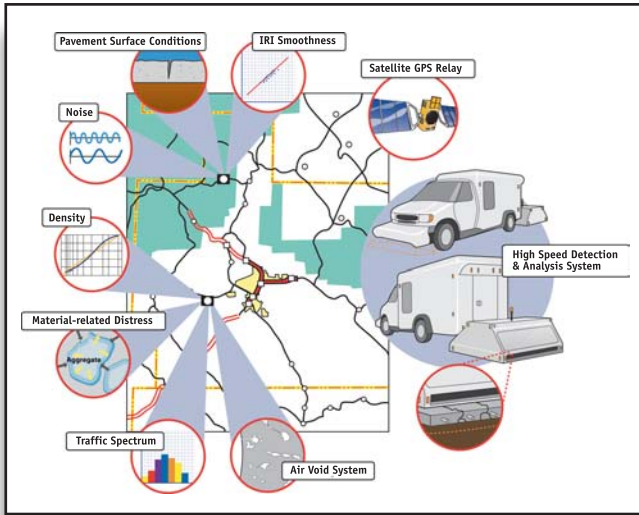 Pavement Surface Conditions
IRI Smoothness
Satellite GPS Relay
Noise
Density
High Speed Detection
& Analysis System
Material-related Distress
Aggregate
Traffic Spectrum
Air Void System